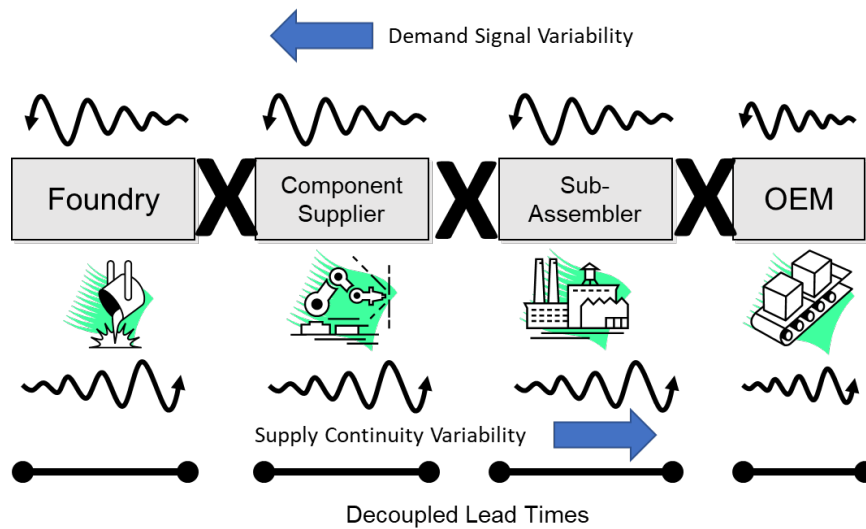 Demand Signal Variability
Foundry
Component
Supplier
Sub-
Assembler
OEM
Supply Continuity Variability
Decoupled Lead Times